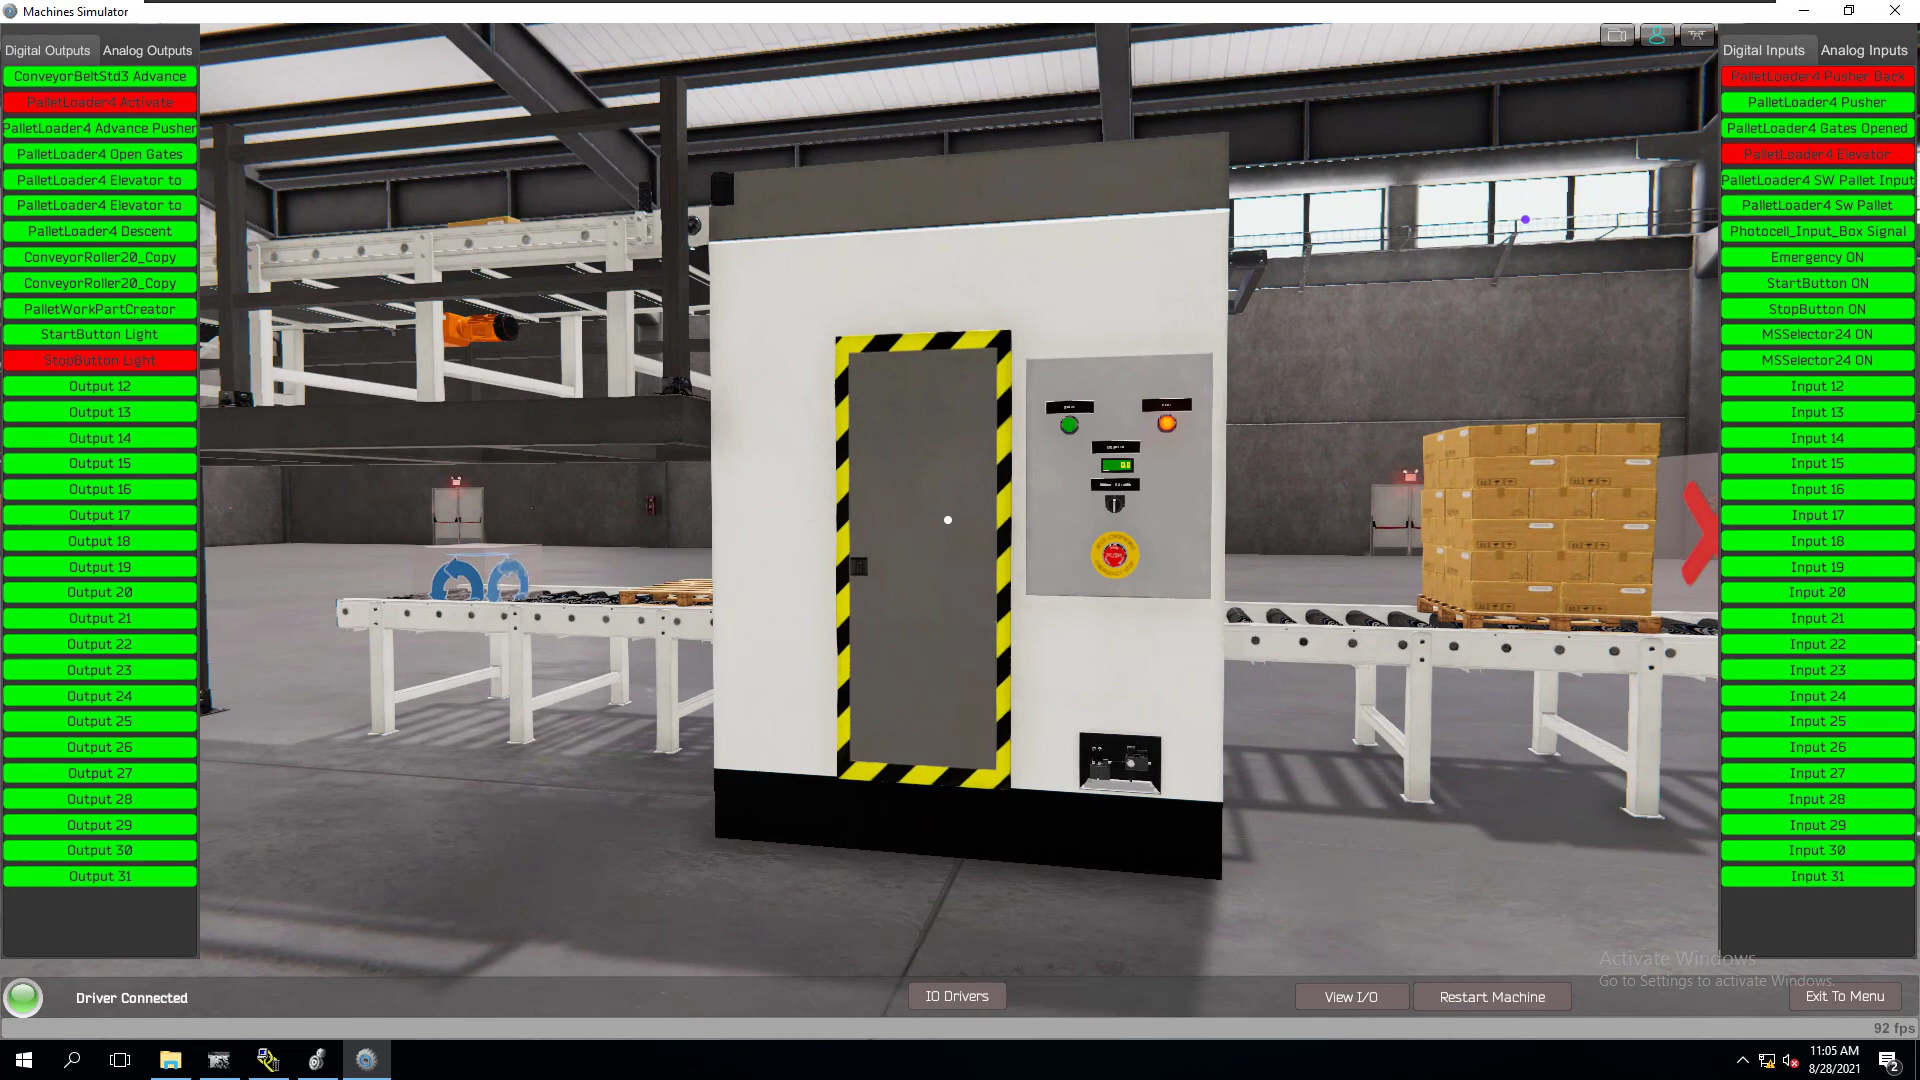 Machines Simulator
Digital Outputs
Analog Outputs
ConveyorBeltStd3 Advance
PalletLoader4 Activate
PalletLoader4 Advance Pusher
PalletLoader4 Open Gates
PalletLoader4 Elevator to
PalletLoader4 Elevator to
PalletLoader4 Descent
ConveyorRoller20_Copy
ConveyorRoller20_Copy
PalletWorkPartCreator
StartButton Light
StopButton Light
Output 12
Output 13
Output 14
Output 15
Output 16
Output 17
Output 18
Output 19
Output 20
Output 21
Output 22
Output 23
Output 24
Output 25
Output 26
Output 27
Output 28
Output 29
Output 30
Output 31
Digital Inputs
Analog Inputs
PalletLoader4 Pusher Back
PalletLoader4 Pusher
PalletLoader4 Gates Opened
PalletLoader4 Elevator
PalletLoader4 SW Pallet Input
PalletLoader4 Sw Pallet
Photocell_Input_Box Signal
Emergency ON
StartButton ON
StopButton ON
MSSelector24 ON
MSSelector24 ON
Input 12
Input 13
Input 14
Input 15
Input 16
Input 17
Input 18
Input 19
Input 20
Input 21
Input 22
Input 23
Input 24
Input 25
Input 26
Input 27
Input 28
Input 29
Input 30
Input 31
0.0
PUSH
Activate Windows
Go to Settings to activate Windows.
Driver Connected
IO Drivers
View I/O
Restart Machine
Exit To Menu
92 fps
11:05 AM
8/28/2021
2